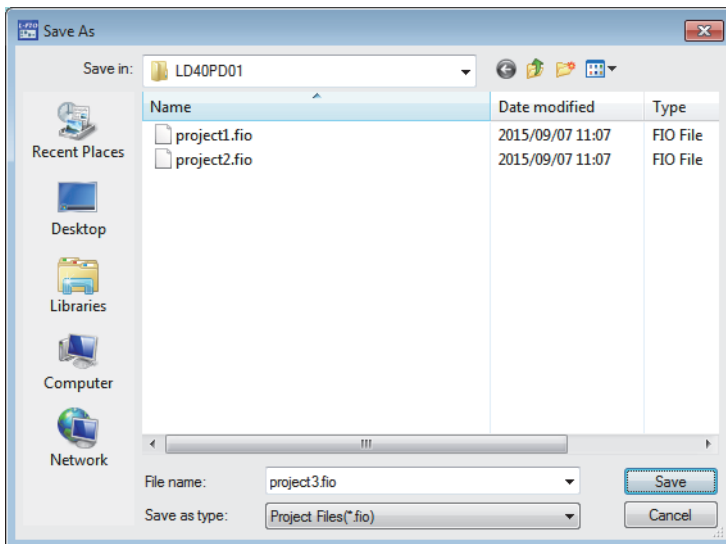 Save As
Save in: LD40PD01
Name Date modified Type
project1.fio 2015/09/07 11:07 FIO File
project2.fio 2015/09/07 11:07 FIO File
Recent Places
Desktop
Libraries
Computer
Network
File name: project3.fio Save
Save as type: Project Files(*.fio) Cancel